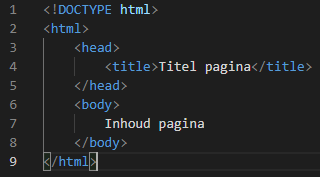 1 <!DOCTYPE html>
2 <html>
3     <head>
4         <title>Titel pagina</title>
5     </head>
6     <body>
7         Inhoud pagina
8     </body>
9 </html>